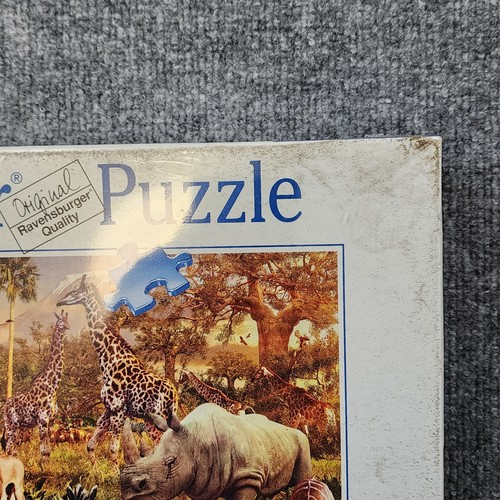 r® Puzzle
Original
Ravensburger®
Quality